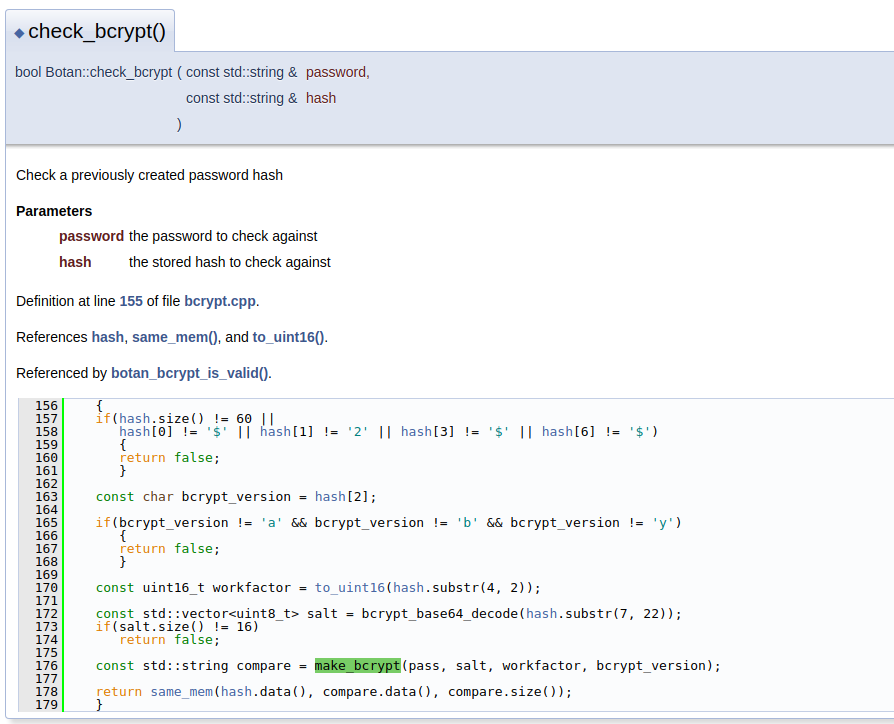 ◆ check_bcrypt()
bool Botan::check_bcrypt ( const std::string & password,
const std::string & hash
)
Check a previously created password hash
Parameters
password the password to check against
hash the stored hash to check against
Definition at line 155 of file bcrypt.cpp.
References hash, same_mem(), and to_uint16().
Referenced by botan_bcrypt_is_valid().
156 {
157 if(hash.size() != 60 ||
158 hash[0] != '$' || hash[1] != '2' || hash[3] != '$' || hash[6] != '$')
159 {
160 return false;
161 }
162
163 const char bcrypt_version = hash[2];
164
165 if(bcrypt_version != 'a' && bcrypt_version != 'b' && bcrypt_version != 'y')
166 {
167 return false;
168 }
169
170 const uint16_t workfactor = to_uint16(hash.substr(4, 2));
171
172 const std::vector<uint8_t> salt = bcrypt_base64_decode(hash.substr(7, 22));
173 if(salt.size() != 16)
174 return false;
175
176 const std::string compare = make_bcrypt(pass, salt, workfactor, bcrypt_version);
177
178 return same_mem(hash.data(), compare.data(), compare.size());
179 }